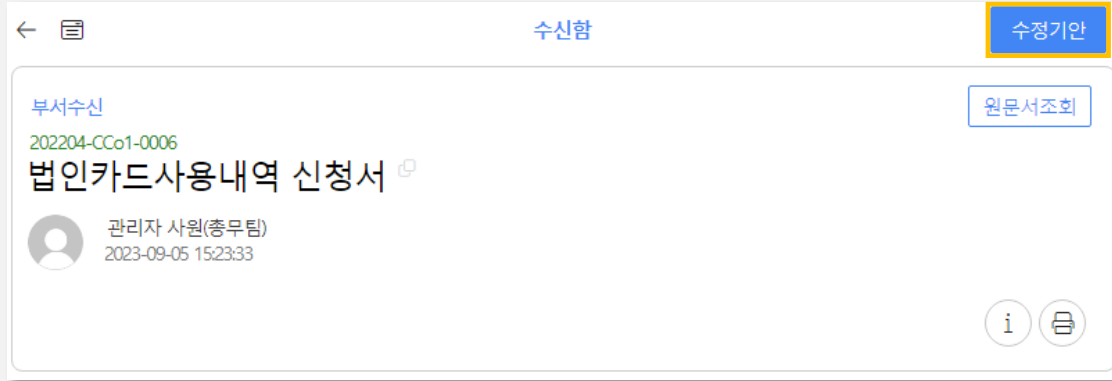 수신함
수정기안
부서수신
원문서조회
202204-CCo1-0006
법인카드사용내역 신청서
관리자 사원(총무팀)
2023-09-05 15:23:33
i